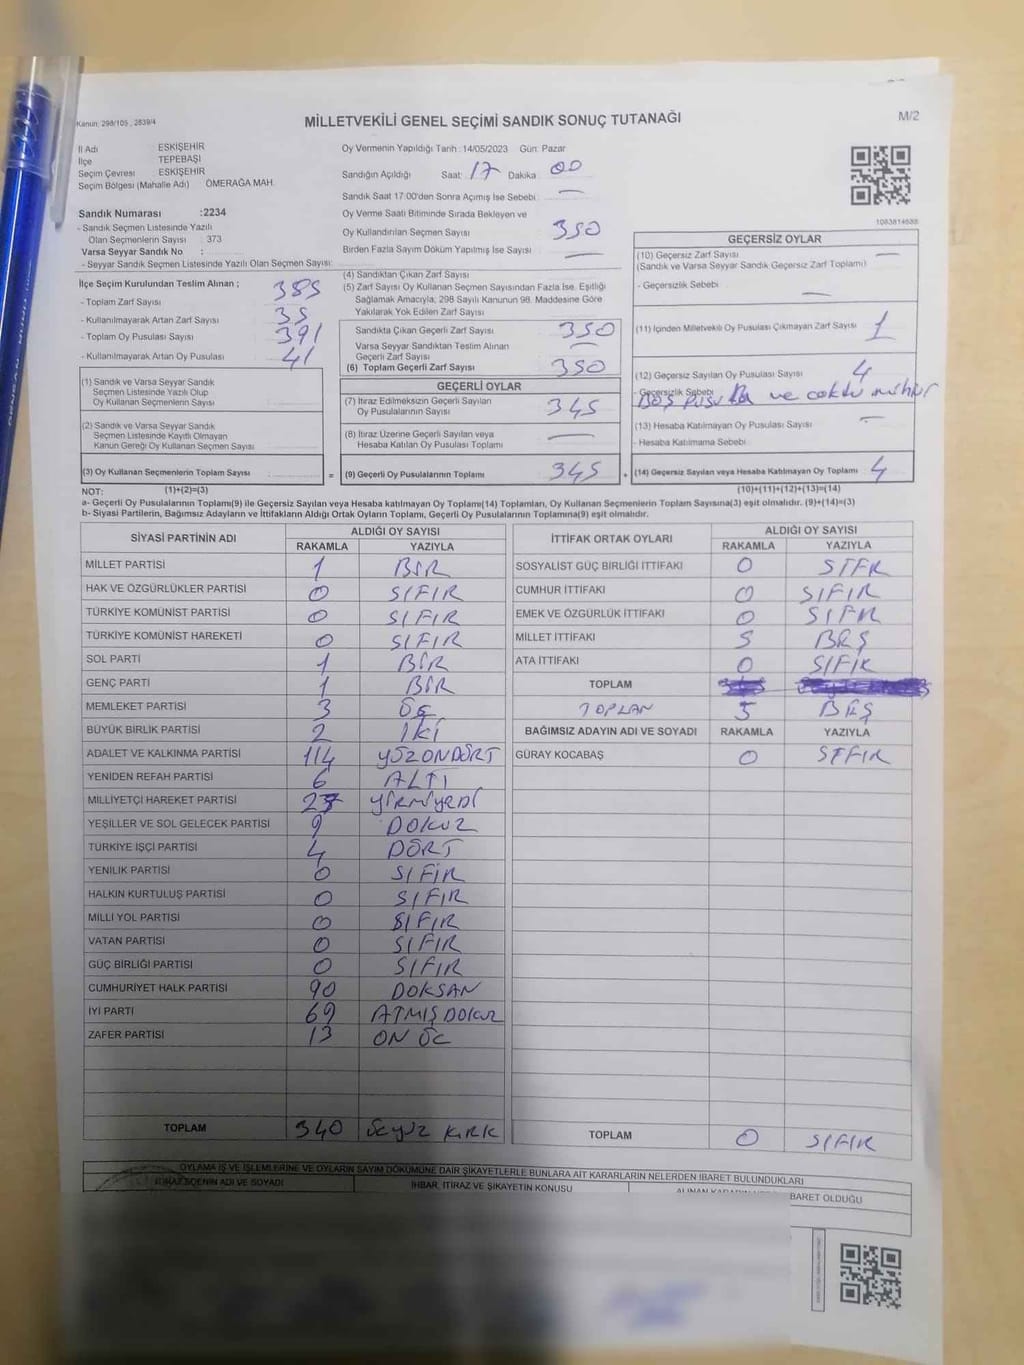 Kanun: 298/105 , 2839/4
MİLLETVEKİLİ GENEL SEÇİMİ SANDIK SONUÇ TUTANAĞI
M/2
İl Adı ESKİŞEHİR
İlçe TEPEBAŞI
Seçim Çevresi ESKİŞEHİR
Seçim Bölgesi (Mahalle Adı) ÖMERAĞA MAH.
Oy Vermenin Yapıldığı Tarih : 14/05/2023 Gün: Pazar
Sandığın Açıldığı Saat: 17 Dakika : 00
Sandık Saat 17:00'den Sonra Açımış İse Sebebi : —
1083814688
Sandık Numarası :2234
- Sandık Seçmen Listesinde Yazılı
Olan Seçmenlerin Sayısı : 373
Varsa Seyyar Sandık No :
- Seyyar Sandık Seçmen Listesinde Yazılı Olan Seçmen Sayısı:
Oy Verme Saati Bitiminde Sırada Bekleyen ve
Oy Kullandırılan Seçmen Sayısı : 350
Birden Fazla Sayım Döküm Yapılmış İse Sayısı : —
İlçe Seçim Kurulundan Teslim Alınan ;
- Toplam Zarf Sayısı : 385
- Kullanılmayarak Artan Zarf Sayısı : 35
- Toplam Oy Pusulası Sayısı : 391
- Kullanılmayarak Artan Oy Pusulası : 41
(4) Sandıktan Çıkan Zarf Sayısı
(5) Zarf Sayısı Oy Kullanan Seçmen Sayısından Fazla İse, Eşitliği
Sağlamak Amacıyla, 298 Sayılı Kanunun 98. Maddesine Göre
Yakılarak Yok Edilen Zarf Sayısı :
Sandıkta Çıkan Geçerli Zarf Sayısı : 350
Varsa Seyyar Sandıktan Teslim Alınan
Geçerli Zarf Sayısı : —
(6) Toplam Geçerli Zarf Sayısı : 350
GEÇERSİZ OYLAR
(10) Geçersiz Zarf Sayısı : —
(Sandık ve Varsa Seyyar Sandık Geçersiz Zarf Toplamı)
- Geçersizlik Sebebi : —
(11) İçinden Milletvekili Oy Pusulası Çıkmayan Zarf Sayısı : 1
(12) Geçersiz Sayılan Oy Pusulası Sayısı : 4
- Geçersizlik Sebebi : Boş pusula ve
(13) Hesaba Katılmayan Oy Pusulası Sayısı : —
- Hesaba Katılmama Sebebi :
(14) Geçersiz Sayılan veya Hesaba Katılmayan Oy Toplamı : 4
(10)+(11)+(12)+(13)=(14)
(1) Sandık ve Varsa Seyyar Sandık
Seçmen Listesinde Yazılı Olup
Oy Kullanan Seçmenlerin Sayısı :
(2) Sandık ve Varsa Seyyar Sandık
Seçmen Listesinde Kayıtlı Olmayan
Kanun Gereği Oy Kullanan Seçmen Sayısı :
(3) Oy Kullanan Seçmenlerin Toplam Sayısı : =
(1)+(2)=(3)
GEÇERLİ OYLAR
(7) İtiraz Edilmeksizin Geçerli Sayılan
Oy Pusulalarının Sayısı : 345
(8) İtiraz Üzerine Geçerli Sayılan veya
Hesaba Katılan Oy Pusulası Toplamı : —
(9) Geçerli Oy Pusulalarının Toplamı : 345 +
NOT:
a- Geçerli Oy Pusulalarının Toplamı(9) ile Geçersiz Sayılan veya Hesaba katılmayan Oy Toplamı(14) Toplamları, Oy Kullanan Seçmenlerin Toplam Sayısına(3) eşit olmalıdır. (9)+(14)=(3)
b- Siyasi Partilerin, Bağımsız Adayların ve İttifakların Aldığı Ortak Oyların Toplamı, Geçerli Oy Pusulalarının Toplamına(9) eşit olmalıdır.
SİYASİ PARTİNİN ADI ALDIĞI OY SAYISI
RAKAMLA YAZIYLA
MİLLET PARTİSİ 1 BİR
HAK VE ÖZGÜRLÜKLER PARTİSİ 0 SIFIR
TÜRKİYE KOMÜNİST PARTİSİ 0 SIFIR
TÜRKİYE KOMÜNİST HAREKETİ 0 SIFIR
SOL PARTİ 1 BİR
GENÇ PARTİ 1 BİR
MEMLEKET PARTİSİ 3 ÜÇ
BÜYÜK BİRLİK PARTİSİ 2 İKİ
ADALET VE KALKINMA PARTİSİ 114 YÜZONDÖRT
YENİDEN REFAH PARTİSİ 6 ALTI
MİLLİYETÇİ HAREKET PARTİSİ 27 YİRMİYEDİ
YEŞİLLER VE SOL GELECEK PARTİSİ 9 DOKUZ
TÜRKİYE İŞÇİ PARTİSİ 4 DÖRT
YENİLİK PARTİSİ 0 SIFIR
HALKIN KURTULUŞ PARTİSİ 0 SIFIR
MİLLİ YOL PARTİSİ 0 SIFIR
VATAN PARTİSİ 0 SIFIR
GÜÇ BİRLİĞİ PARTİSİ 0 SIFIR
CUMHURİYET HALK PARTİSİ 90 DOKSAN
İYİ PARTİ 69 ATMIŞ DOKUZ
ZAFER PARTİSİ 13 ON ÜÇ
TOPLAM 340 ÜÇYÜZ KIRK
İTTİFAK ORTAK OYLARI ALDIĞI OY SAYISI
RAKAMLA YAZIYLA
SOSYALİST GÜÇ BİRLİĞİ İTTİFAKI 0 SIFIR
CUMHUR İTTİFAKI 0 SIFIR
EMEK VE ÖZGÜRLÜK İTTİFAKI 0 SIFIR
MİLLET İTTİFAKI 5 BEŞ
ATA İTTİFAKI 0 SIFIR
TOPLAM
TOPLAN 5 BEŞ
BAĞIMSIZ ADAYIN ADI VE SOYADI RAKAMLA YAZIYLA
GÜRAY KOCABAŞ 0 SIFIR
TOPLAM 0 SIFIR
OYLAMA İŞ VE İŞLEMLERİNE VE OYLARIN SAYIM DÖKÜMÜNE DAİR ŞİKAYETLERLE BUNLARA AİT KARARLARIN NELERDEN İBARET BULUNDUKLARI
İTİRAZ EDENİN ADI VE SOYADI İHBAR, İTİRAZ VE ŞİKAYETİN KONUSU ALINAN KARARIN NEDEN İBARET OLDUĞU